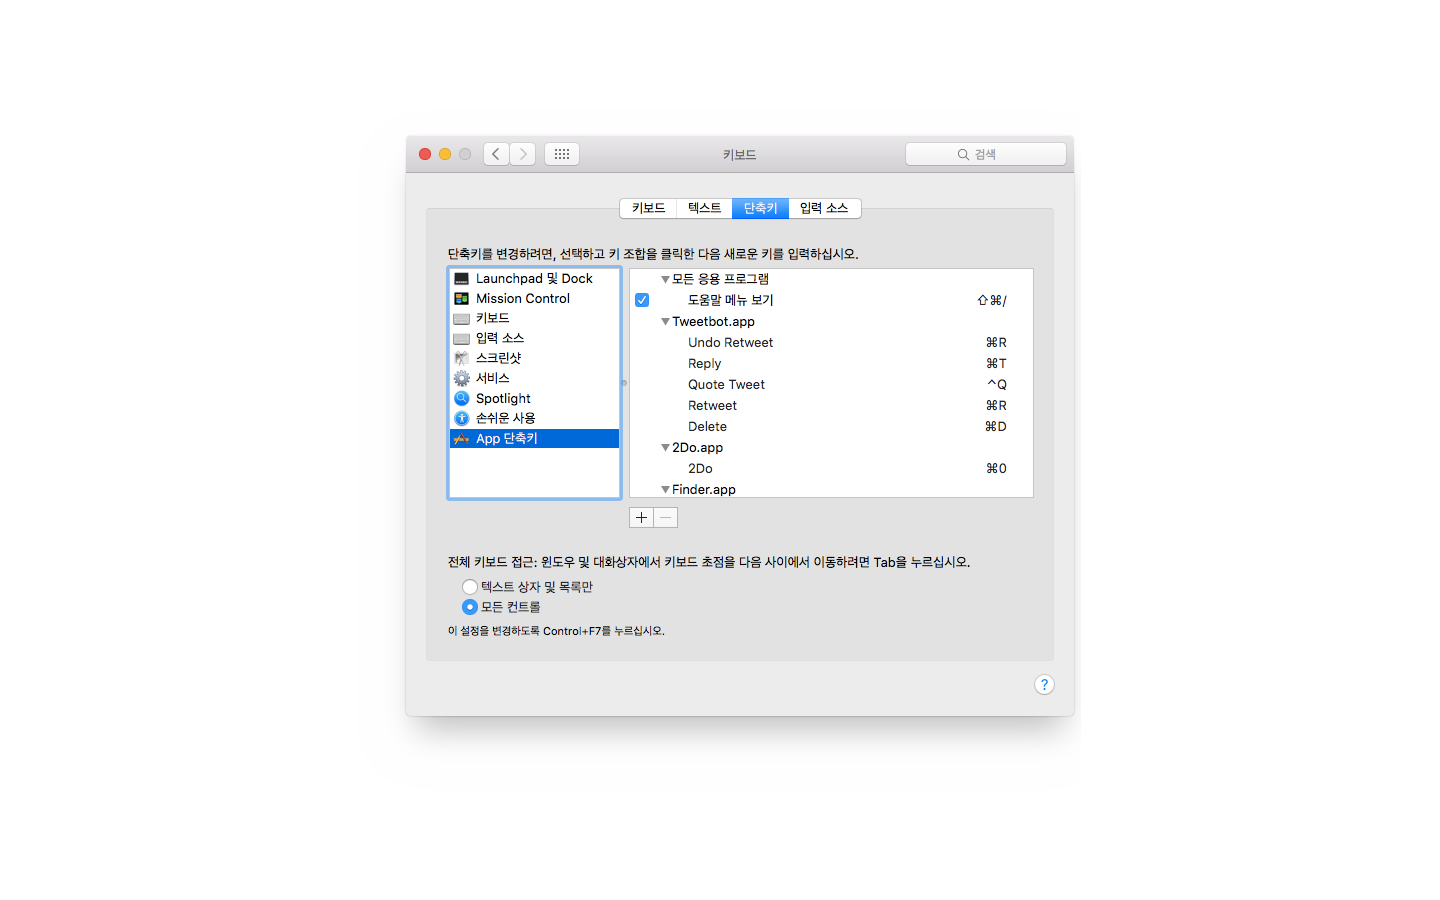 키보드
검색
키보드 텍스트 단축키 입력 소스
단축키를 변경하려면, 선택하고 키 조합을 클릭한 다음 새로운 키를 입력하십시오.
Launchpad 및 Dock
Mission Control
키보드
입력 소스
스크린샷
서비스
Spotlight
손쉬운 사용
App 단축키
모든 응용 프로그램
도움말 메뉴 보기 ⇧⌘/
Tweetbot.app
Undo Retweet ⌘R
Reply ⌘T
Quote Tweet ^Q
Retweet ⌘R
Delete ⌘D
2Do.app
2Do ⌘0
Finder.app
전체 키보드 접근: 윈도우 및 대화상자에서 키보드 초점을 다음 사이에서 이동하려면 Tab을 누르십시오.
텍스트 상자 및 목록만
모든 컨트롤
이 설정을 변경하도록 Control+F7를 누르십시오.
?